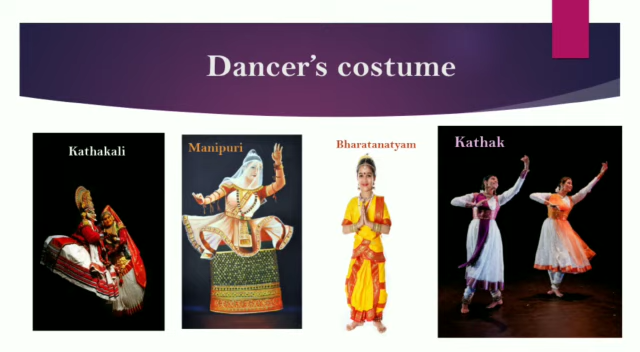 Dancer's costume
Kathakali
Manipuri
Bharatanatyam
Kathak